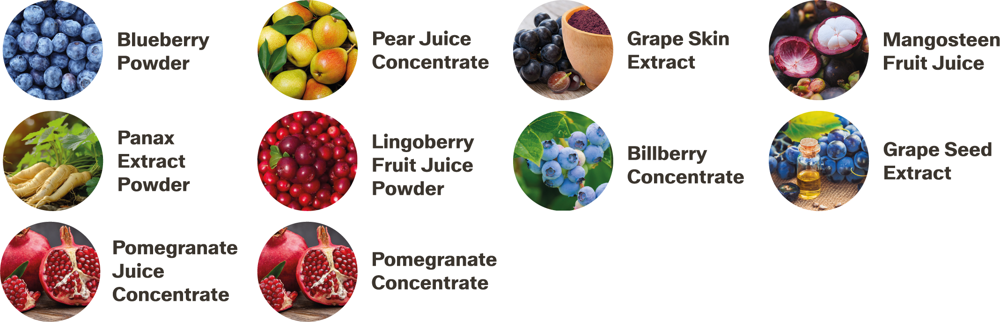 Blueberry
Powder
Pear Juice
Concentrate
Grape Skin
Extract
Mangosteen
Fruit Juice
Panax
Extract
Powder
Lingoberry
Fruit Juice
Powder
Billberry
Concentrate
Grape Seed
Extract
Pomegranate
Juice
Concentrate
Pomegranate
Concentrate